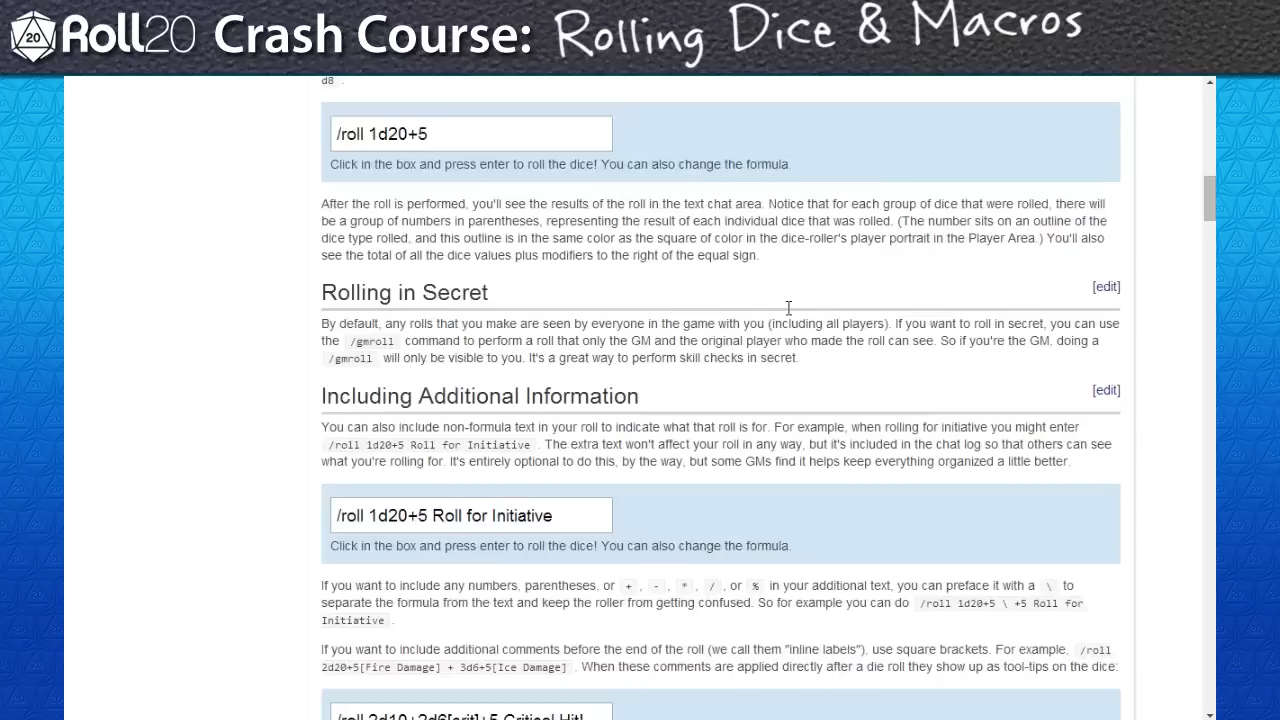 20 Roll20 Crash Course: Rolling Dice & Macros
d8 .
/roll 1d20+5
Click in the box and press enter to roll the dice! You can also change the formula.
After the roll is performed, you'll see the results of the roll in the text chat area. Notice that for each group of dice that were rolled, there will
be a group of numbers in parentheses, representing the result of each individual dice that was rolled. (The number sits on an outline of the
dice type rolled, and this outline is in the same color as the square of color in the dice-roller's player portrait in the Player Area.) You'll also
see the total of all the dice values plus modifiers to the right of the equal sign.
Rolling in Secret [edit]
By default, any rolls that you make are seen by everyone in the game with you (including all players). If you want to roll in secret, you can use
the /gmroll command to perform a roll that only the GM and the original player who made the roll can see. So if you're the GM, doing a
/gmroll will only be visible to you. It's a great way to perform skill checks in secret.
Including Additional Information [edit]
You can also include non-formula text in your roll to indicate what that roll is for. For example, when rolling for initiative you might enter
/roll 1d20+5 Roll for Initiative . The extra text won't affect your roll in any way, but it's included in the chat log so that others can see
what you're rolling for. It's entirely optional to do this, by the way, but some GMs find it helps keep everything organized a little better.
/roll 1d20+5 Roll for Initiative
Click in the box and press enter to roll the dice! You can also change the formula.
If you want to include any numbers, parentheses, or + , - , * , / , or % in your additional text, you can preface it with a \ to
separate the formula from the text and keep the roller from getting confused. So for example you can do /roll 1d20+5 \ +5 Roll for
Initiative .
If you want to include additional comments before the end of the roll (we call them "inline labels"), use square brackets. For example, /roll
2d20+5[Fire Damage] + 3d6+5[Ice Damage] . When these comments are applied directly after a die roll they show up as tool-tips on the dice:
/roll 2d10+2d6[crit]+5 Critical Hit!